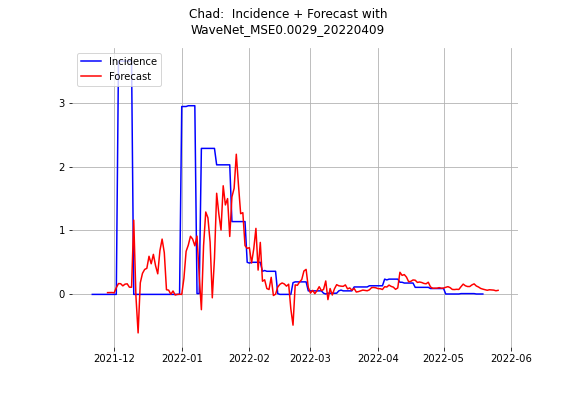 Chad:  Incidence + Forecast with
WaveNet_MSE0.0029_20220409
Incidence
Forecast
3
2
1
0
2021-12
2022-01
2022-02
2022-03
2022-04
2022-05
2022-06